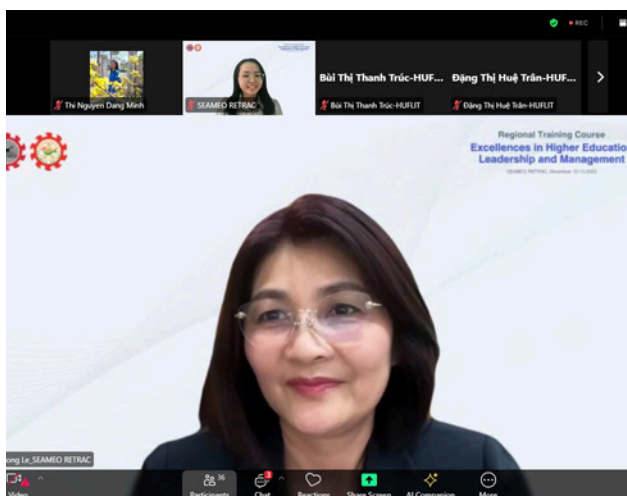 REC
Bùi Thị Thanh Trúc-HUF...
Đặng Thị Huệ Trân-HUF...
Thi Nguyen Dang Minh
SEAMEO RETRAC
Bùi Thị Thanh Trúc-HUFLIT
Đặng Thị Huệ Trân-HUFLIT
Regional Training Course
Excellences in Higher Educatio
Leadership and Management
SEAMEO RETRAC,
ong Le_SEAMEO RETRAC
36
3
Video
Participants
Chat
Reactions
Share Screen
AI Companion
More